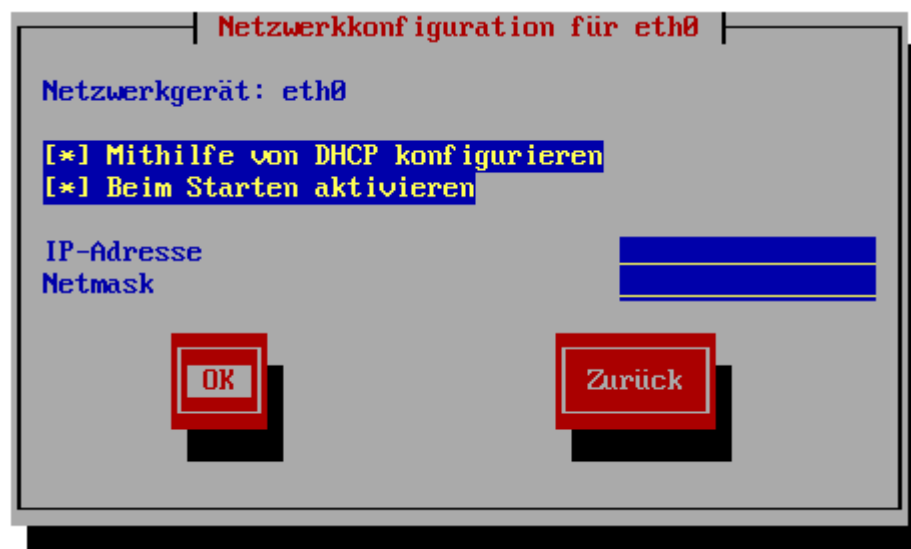 Netzwerkkonfiguration für eth0
Netzwerkgerät: eth0
[*] Mithilfe von DHCP konfigurieren
[*] Beim Starten aktivieren
IP-Adresse
Netmask
OK Zurück